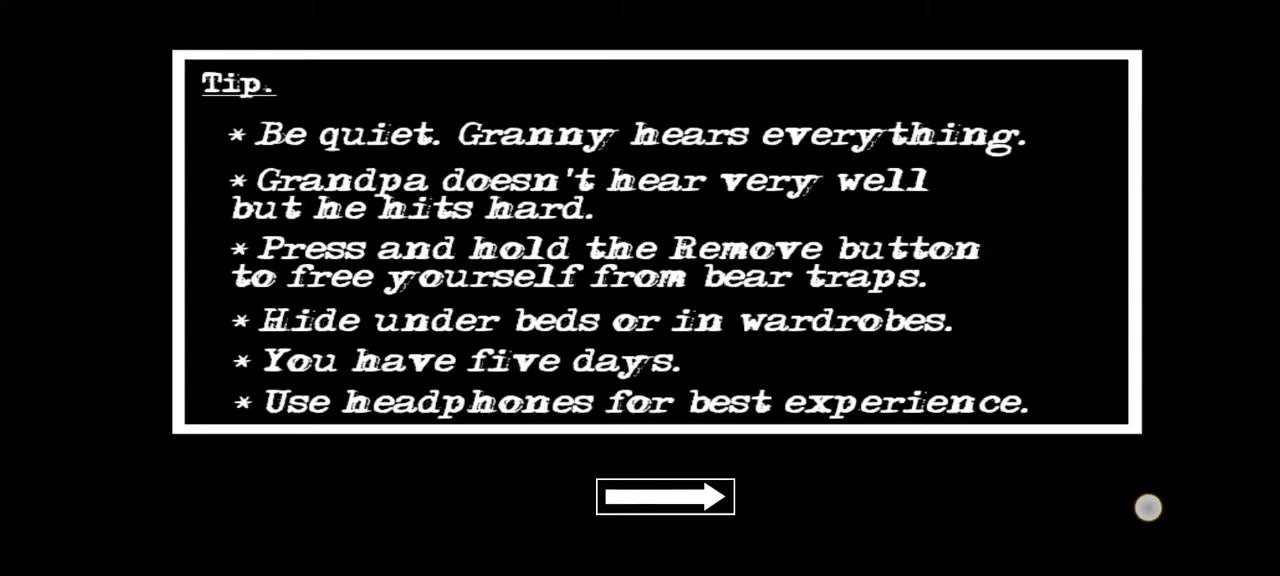 Tip.
* Be quiet. Granny hears everything.
* Grandpa doesn't hear very well
but he hits hard.
* Press and hold the Remove button
to free yourself from bear traps.
* Hide under beds or in wardrobes.
* You have five days.
* Use headphones for best experience.